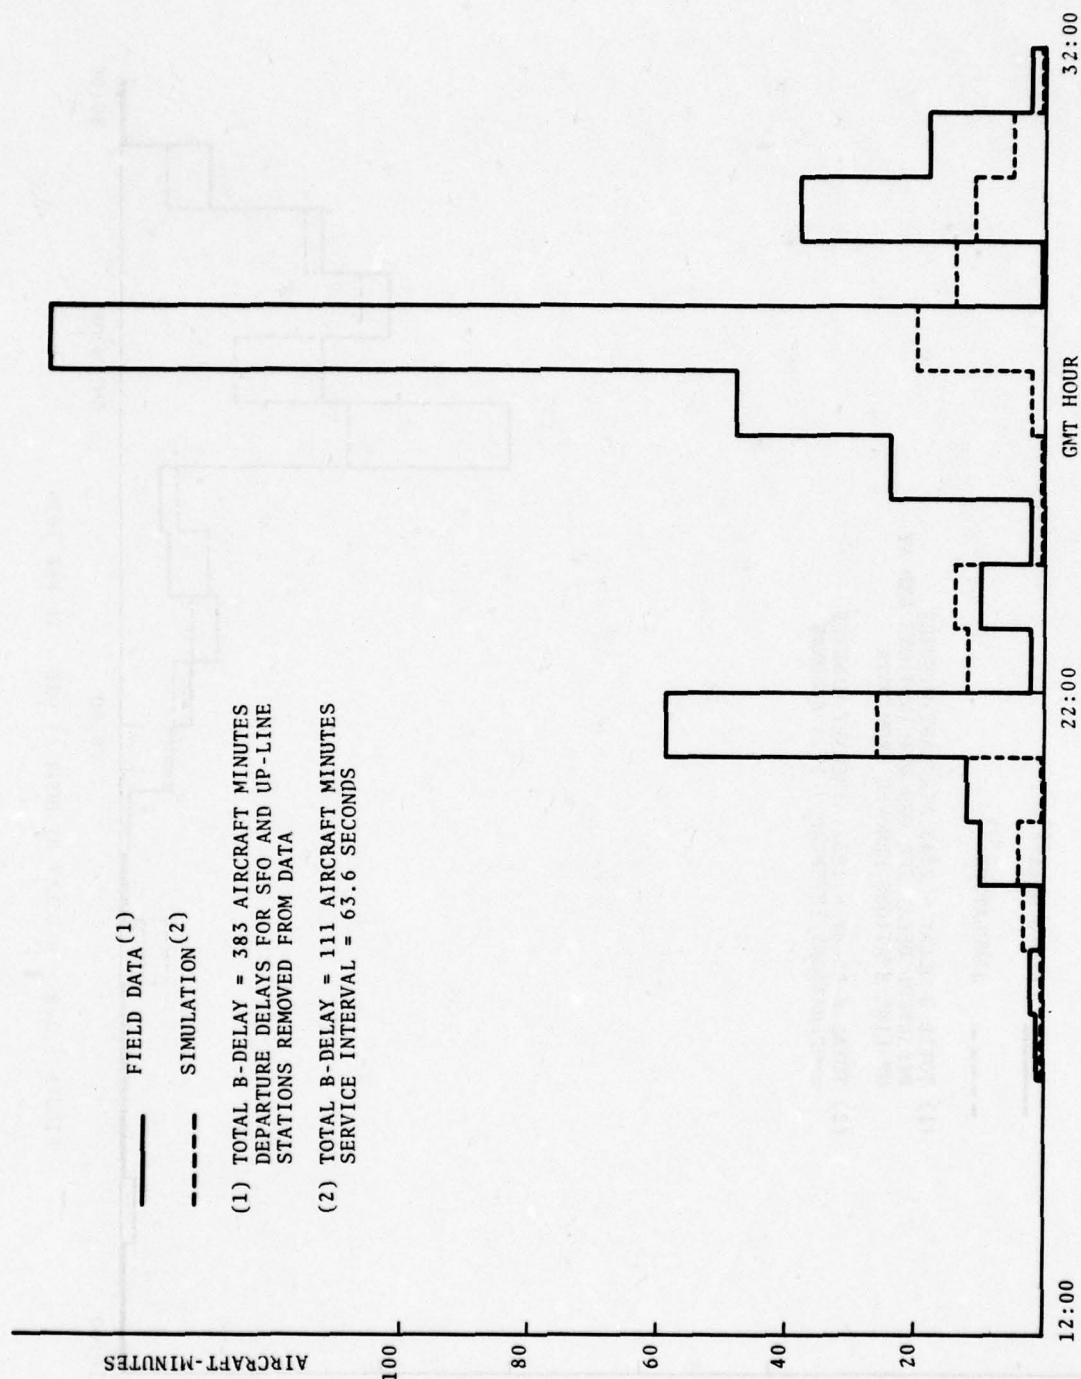 FIELD DATA(1)
SIMULATION(2)
(1) TOTAL B-DELAY = 383 AIRCRAFT MINUTES
DEPARTURE DELAYS FOR SFO AND UP-LINE
STATIONS REMOVED FROM DATA
(2) TOTAL B-DELAY = 111 AIRCRAFT MINUTES
SERVICE INTERVAL = 63.6 SECONDS
AIRCRAFT-MINUTES
100
80
60
40
20
12:00
22:00
GMT HOUR
32:00